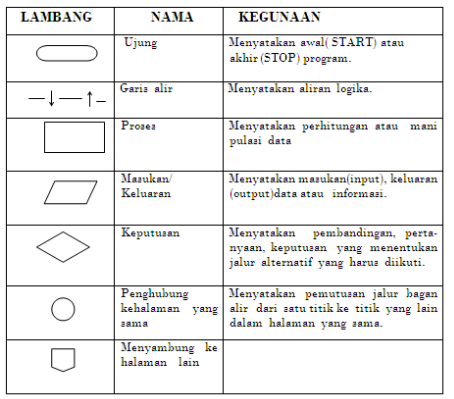 LAMBANG NAMA KEGUNAAN
Ujung
Menyatakan awal( START) atau
akhir (STOP) program.
Garis alir
Menyatakan aliran logika.
Proses
Menyatakan perhitungan atau mani
pulasi data
Masukan/
Keluaran
Menyatakan masukan(input), keluaran
(output)data atau informasi.
Keputusan
Menyatakan pembandingan, perta-
nyaan, keputusan yang menentukan
jalur alternatif yang harus diikuti.
Penghubung
kehalaman yang
sama
Menyatakan pemutusan jalur bagan
alir dari satu titik ke titik yang lain
dalam halaman yang sama.
Menyambung ke
halaman lain